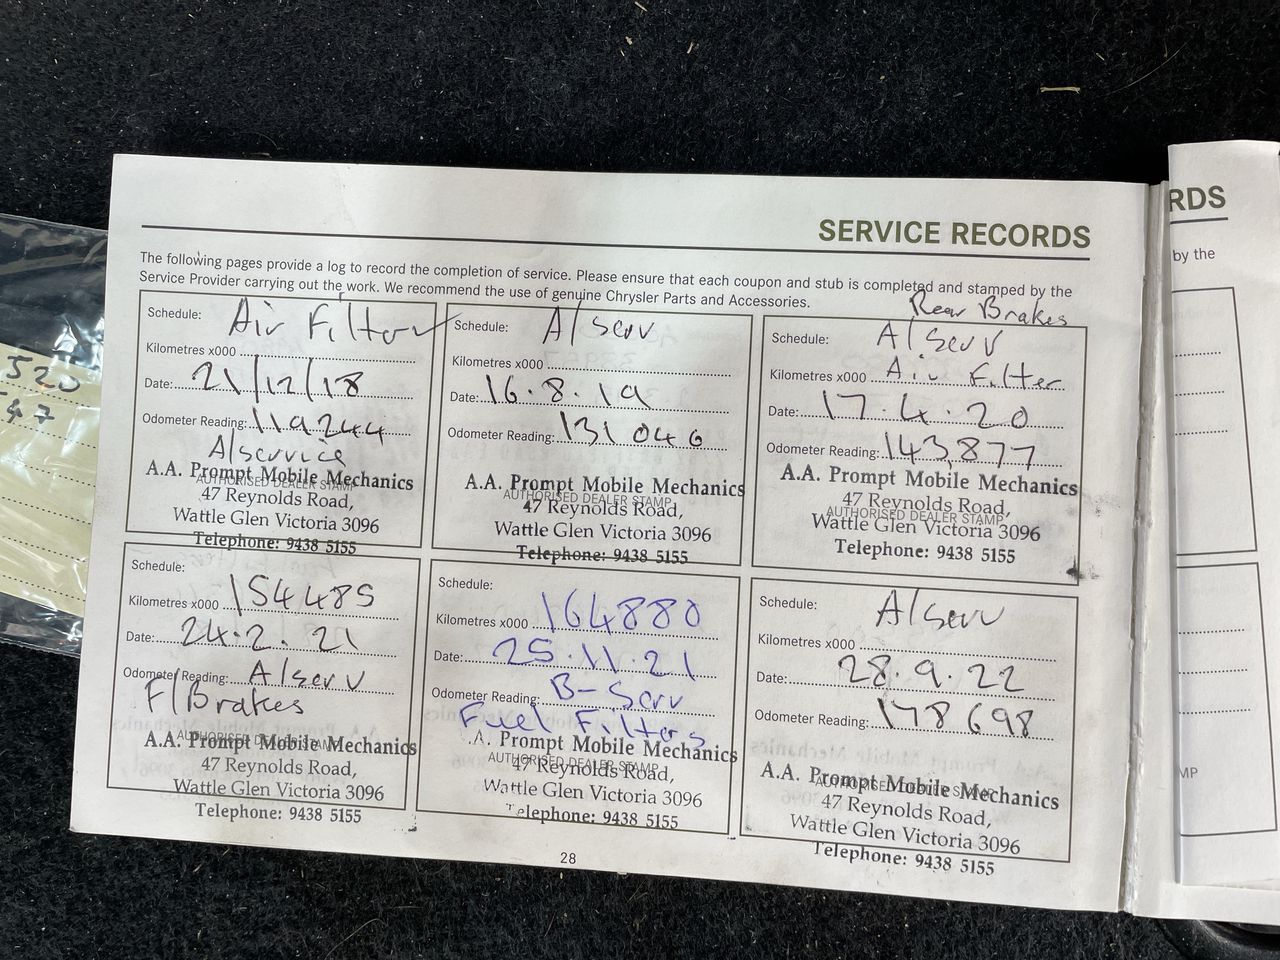 SERVICE RECORDS
The following pages provide a log to record the completion of service. Please ensure that each coupon and stub is completed and stamped by the
Service Provider carrying out the work. We recommend the use of genuine Chrysler Parts and Accessories.
Schedule: Air Filter
Kilometres x000
Date: 21/12/18
Odometer Reading: 119244
A/service
AUTHORISED DEALER STAMP
A.A. Prompt Mobile Mechanics
47 Reynolds Road,
Wattle Glen Victoria 3096
Telephone: 9438 5155
Schedule: A/Serv
Kilometres x000
Date: 16.8.19
Odometer Reading: 131046
AUTHORISED DEALER STAMP
A.A. Prompt Mobile Mechanics
47 Reynolds Road,
Wattle Glen Victoria 3096
Telephone: 9438 5155
Rear Brakes
Schedule: A/Serv
Kilometres x000 Air Filter
Date: 17.4.20
Odometer Reading: 143,877
A.A. Prompt Mobile Mechanics
47 Reynolds Road,
AUTHORISED DEALER STAMP
Wattle Glen Victoria 3096
Telephone: 9438 5155
Schedule:
Kilometres x000 154485
Date: 24.2.21
Odometer Reading: A/serv
F/Brakes
AUTHORISED DEALER STAMP
A.A. Prompt Mobile Mechanics
47 Reynolds Road,
Wattle Glen Victoria 3096
Telephone: 9438 5155
Schedule:
Kilometres x000 164880
Date: 25.11.21
Odometer Reading: B-Serv
Fuel Filters
.A. Prompt Mobile Mechanics
AUTHORISED DEALER STAMP
47 Reynolds Road,
Wattle Glen Victoria 3096
Telephone: 9438 5155
Schedule: A/Serv
Kilometres x000
Date: 28.9.22
Odometer Reading: 178698
AUTHORISED DEALER STAMP
A.A. Prompt Mobile Mechanics
47 Reynolds Road,
Wattle Glen Victoria 3096
Telephone: 9438 5155
28
RDS
by the
MP
520
47